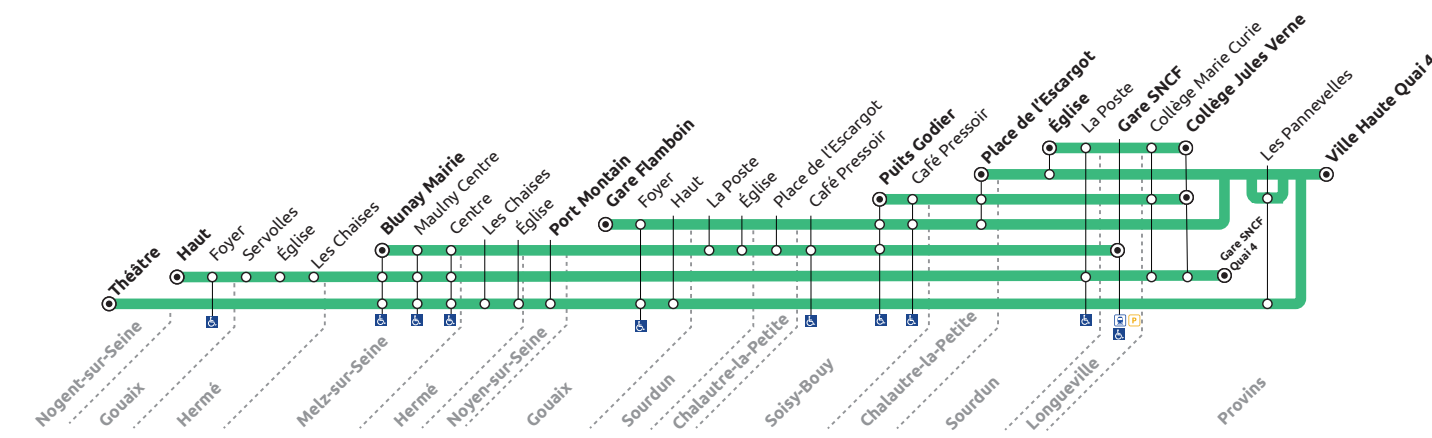 Théâtre
Haut
Foyer
Servolles
Église
Les Chaises
Blunay Mairie
Maulny Centre
Centre
Les Chaises
Église
Port Montain
Gare Flamboin
Foyer
Haut
La Poste
Église
Place de l'Escargot
Café Pressoir
Puits Godier
Café Pressoir
Place de l'Escargot
Église
La Poste
Gare SNCF
Collège Marie Curie
Collège Jules Verne
Les Pannevelles
Ville Haute Quai 4
Gare SNCF
Quai 4
P
Nogent-sur-Seine
Gouaix
Hermé
Melz-sur-Seine
Hermé
Noyen-sur-Seine
Gouaix
Sourdun
Chalautre-la-Petite
Soisy-Bouy
Chalautre-la-Petite
Sourdun
Longueville
Provins